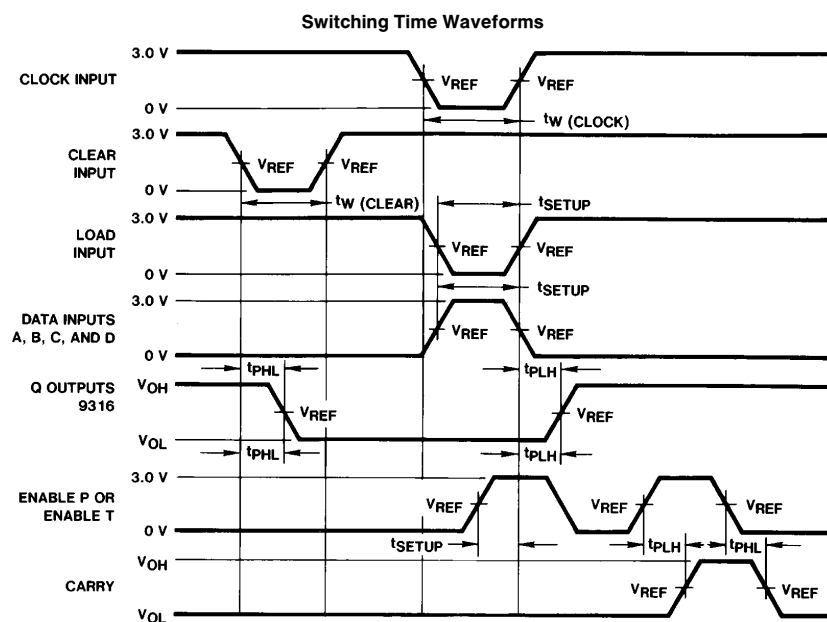 Switching Time Waveforms
3.0 V
CLOCK INPUT
VREF
VREF
0 V
tW (CLOCK)
3.0 V
CLEAR
INPUT
VREF
VREF
0 V
tW (CLEAR)
tSETUP
3.0 V
LOAD
INPUT
VREF
VREF
0 V
tSETUP
3.0 V
DATA INPUTS
A, B, C, AND D
VREF
VREF
0 V
tPHL
tPLH
VOH
Q OUTPUTS
9316
VREF
VREF
VOL
tPHL
tPLH
3.0 V
ENABLE P OR
ENABLE T
VREF
VREF
VREF
0 V
tSETUP
tPLH
tPHL
VOH
CARRY
VREF
VREF
VOL